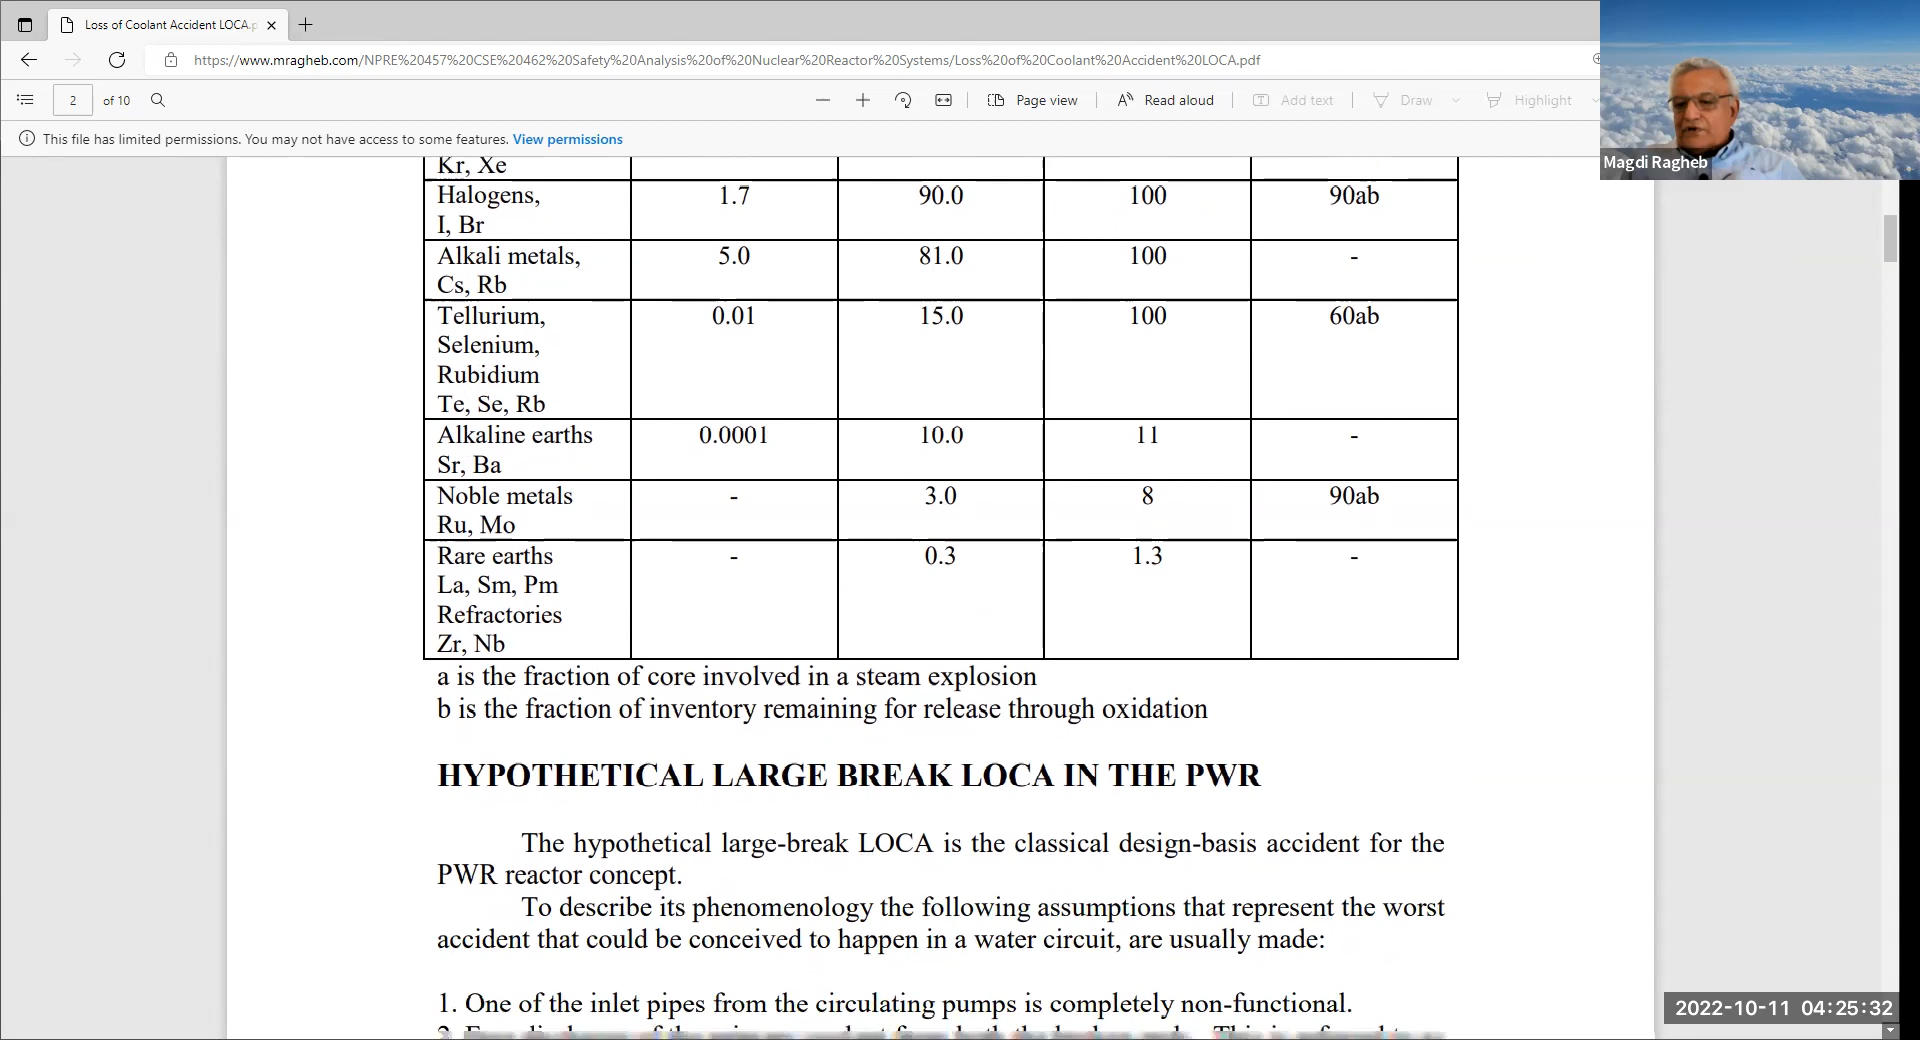 Loss of Coolant Accident LOCA.p
https://www.mragheb.com/NPRE%20457%20CSE%20462%20Safety%20Analysis%20of%20Nuclear%20Reactor%20Systems/Loss%20of%20Coolant%20Accident%20LOCA.pdf
2 of 10 Page view Read aloud Add text Draw Highlight
This file has limited permissions. You may not have access to some features. View permissions
Magdi Ragheb
Kr, Xe
Halogens, 1.7 90.0 100 90ab
I, Br
Alkali metals, 5.0 81.0 100 -
Cs, Rb
Tellurium, 0.01 15.0 100 60ab
Selenium,
Rubidium
Te, Se, Rb
Alkaline earths 0.0001 10.0 11 -
Sr, Ba
Noble metals - 3.0 8 90ab
Ru, Mo
Rare earths - 0.3 1.3 -
La, Sm, Pm
Refractories
Zr, Nb
a is the fraction of core involved in a steam explosion
b is the fraction of inventory remaining for release through oxidation
HYPOTHETICAL LARGE BREAK LOCA IN THE PWR
The hypothetical large-break LOCA is the classical design-basis accident for the
PWR reactor concept.
To describe its phenomenology the following assumptions that represent the worst
accident that could be conceived to happen in a water circuit, are usually made:
1. One of the inlet pipes from the circulating pumps is completely non-functional.
2022-10-11 04:25:32